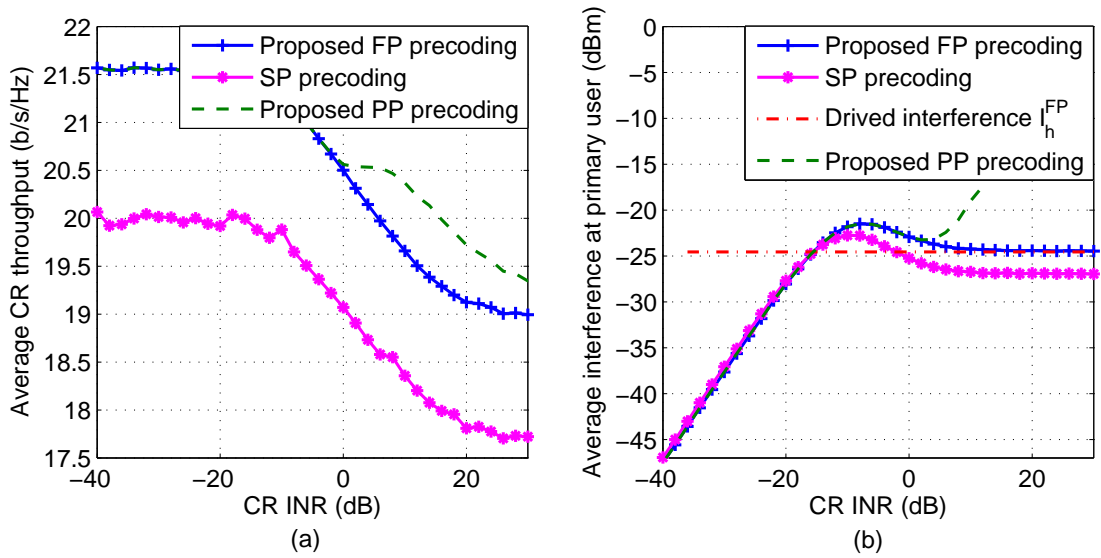 22
21.5
21
20.5
20
19.5
19
18.5
18
17.5
−40
−20
0
20
Average CR throughput (b/s/Hz)
CR INR (dB)
Proposed FP precoding
SP precoding
Proposed PP precoding
(a)
0
−5
−10
−15
−20
−25
−30
−35
−40
−45
−40
−20
0
20
Average interference at primary user (dBm)
CR INR (dB)
Proposed FP precoding
SP precoding
Drived interference I_h^FP
Proposed PP precoding
(b)